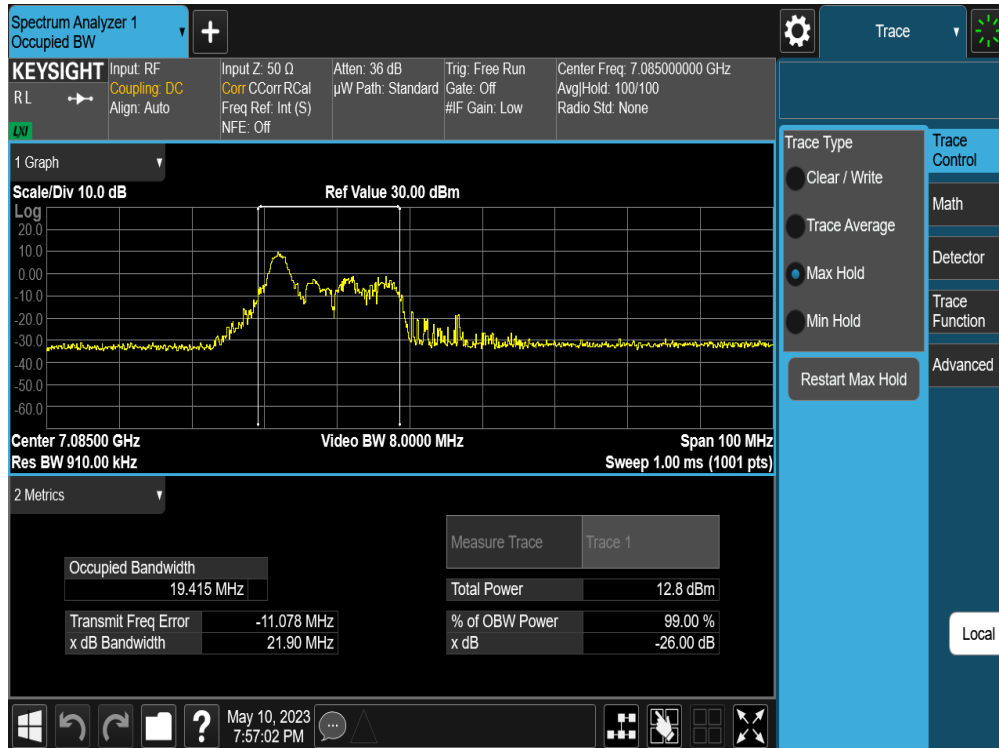 Spectrum Analyzer 1
Occupied BW
+
Trace
KEYSIGHT
R L
LXI
Input: RF
Coupling: DC
Align: Auto
Input Z: 50 Ω
Corr CCorr RCal
Freq Ref: Int (S)
NFE: Off
Atten: 36 dB
µW Path: Standard
Trig: Free Run
Gate: Off
#IF Gain: Low
Center Freq: 7.085000000 GHz
Avg|Hold: 100/100
Radio Std: None
1 Graph
Scale/Div 10.0 dB
Ref Value 30.00 dBm
Log
20.0
10.0
0.00
-10.0
-20.0
-30.0
-40.0
-50.0
-60.0
Center 7.08500 GHz
Video BW 8.0000 MHz
Span 100 MHz
Res BW 910.00 kHz
Sweep 1.00 ms (1001 pts)
2 Metrics
Measure Trace
Trace 1
Occupied Bandwidth
19.415 MHz
Total Power
12.8 dBm
Transmit Freq Error
-11.078 MHz
% of OBW Power
99.00 %
x dB Bandwidth
21.90 MHz
x dB
-26.00 dB
Trace Type
Clear / Write
Trace Average
Max Hold
Min Hold
Restart Max Hold
Trace
Control
Math
Detector
Trace
Function
Advanced
Local
?
May 10, 2023
7:57:02 PM